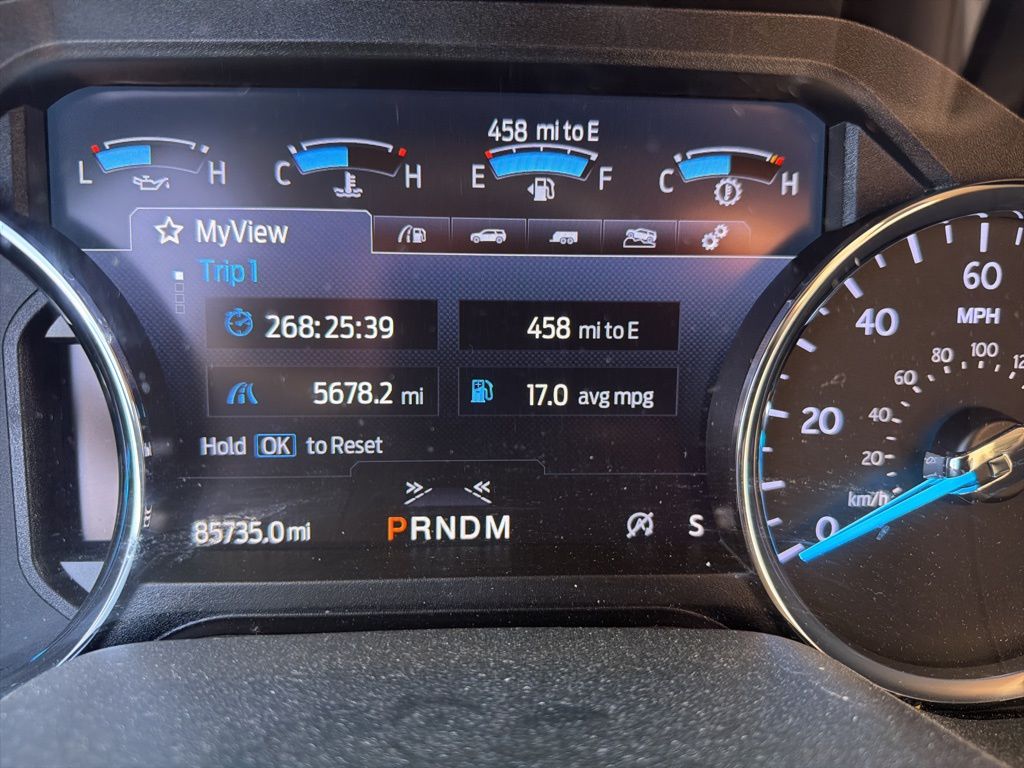 458 mi to E
L H C H E F C H
MyView
Trip 1
268:25:39
458 mi to E
5678.2 mi
17.0 avg mpg
Hold OK to Reset
85735.0 mi
PRNDM
S
60
MPH
40
20
0
100
80
60
40
20
km/h